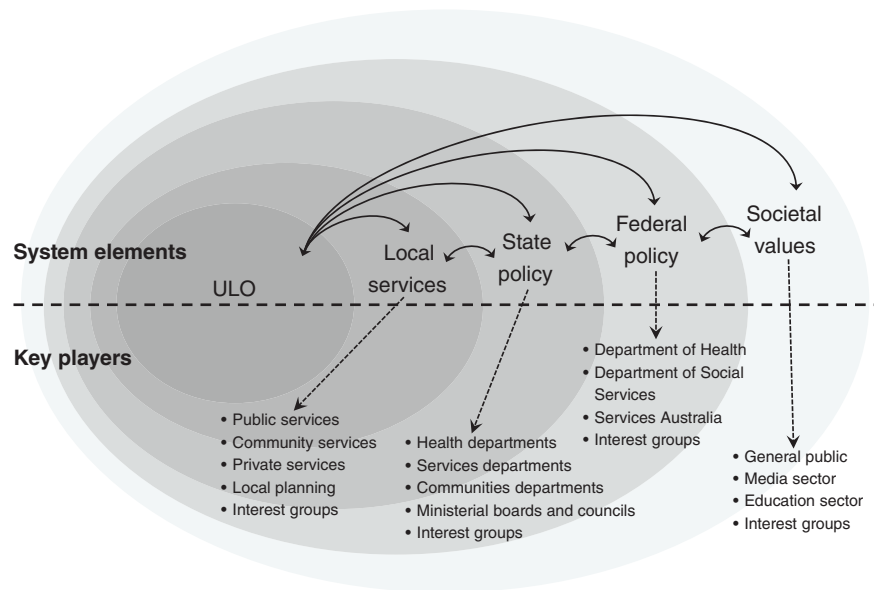 System elements
ULO
Local
services
State
policy
Federal
policy
Societal
values
Key players
• Public services
• Community services
• Private services
• Local planning
• Interest groups
• Health departments
• Services departments
• Communities departments
• Ministerial boards and councils
• Interest groups
• Department of Health
• Department of Social
Services
• Services Australia
• Interest groups
• General public
• Media sector
• Education sector
• Interest groups